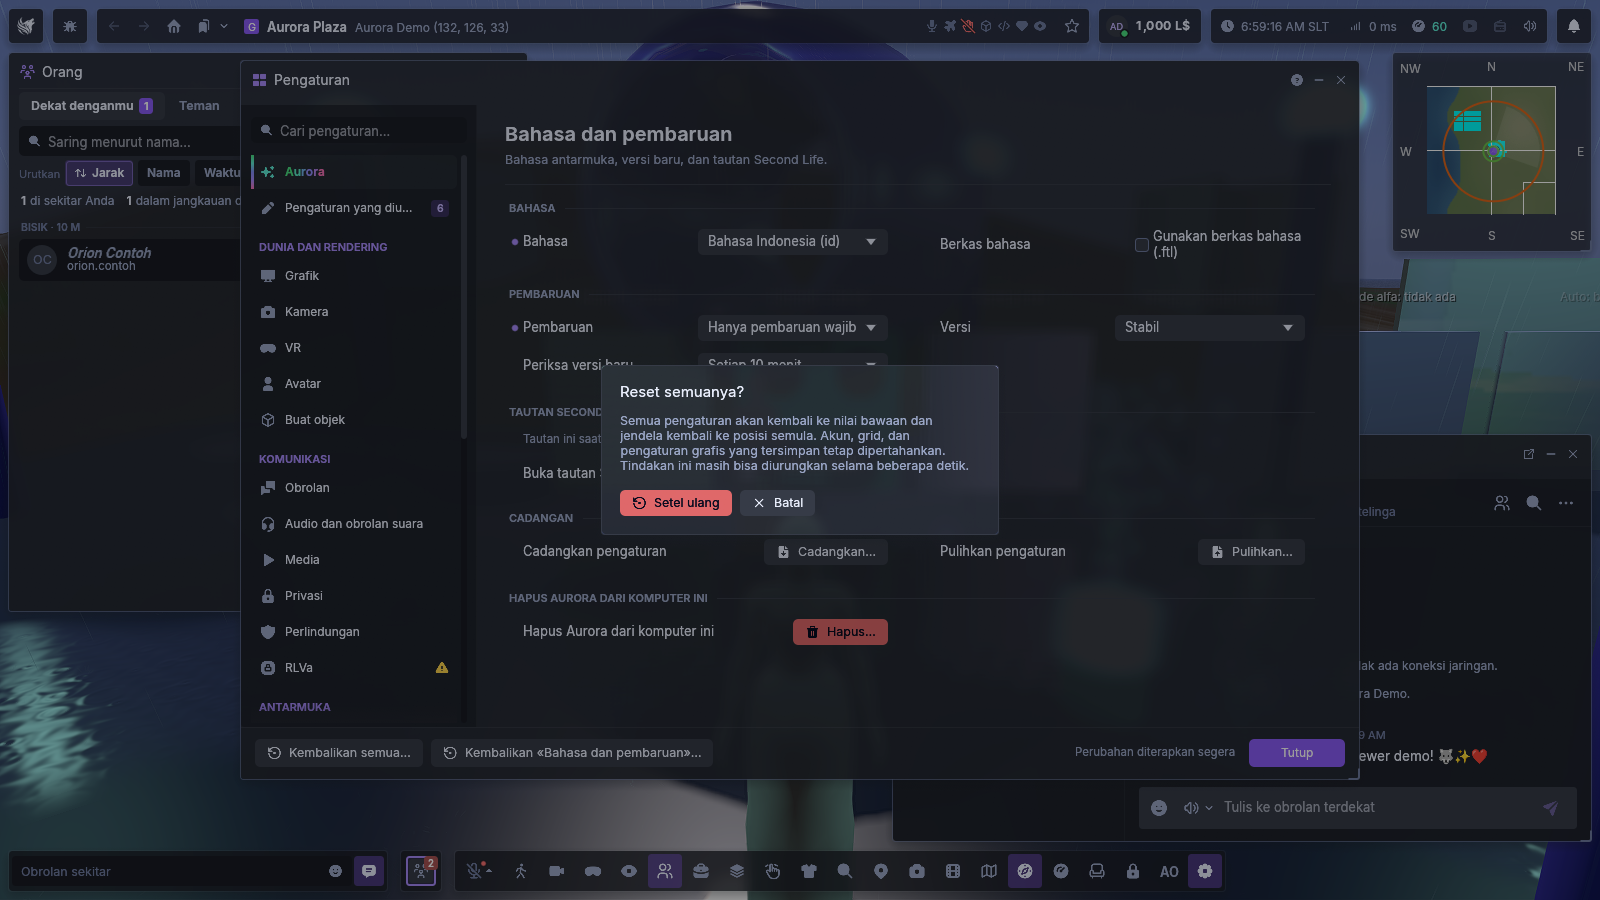 Aurora Plaza
Aurora Demo (132, 126, 33)
AD
1,000 L$
6:59:16 AM SLT
0 ms
60
Orang
Dekat denganmu 1
Teman
Saring menurut nama...
Urutkan
Jarak
Nama
Waktu
1 di sekitar Anda
1 dalam jangkauan
BISIK · 10 M
OC
Orion Contoh
orion.contoh
Pengaturan
Cari pengaturan...
Aurora
Pengaturan yang diu... 6
DUNIA DAN RENDERING
Grafik
Kamera
VR
Avatar
Buat objek
KOMUNIKASI
Obrolan
Audio dan obrolan suara
Media
Privasi
Perlindungan
RLVa
ANTARMUKA
Bahasa dan pembaruan
Bahasa antarmuka, versi baru, dan tautan Second Life.
BAHASA
Bahasa
Bahasa Indonesia (id)
Berkas bahasa
Gunakan berkas bahasa
(.ftl)
PEMBARUAN
Pembaruan
Hanya pembaruan wajib
Versi
Stabil
Periksa versi baru
Setiap 10 menit
TAUTAN SECOND
Tautan ini saat
Buka tautan
Reset semuanya?
Semua pengaturan akan kembali ke nilai bawaan dan
jendela kembali ke posisi semula. Akun, grid, dan
pengaturan grafis yang tersimpan tetap dipertahankan.
Tindakan ini masih bisa diurungkan selama beberapa detik.
Setel ulang
Batal
CADANGAN
Cadangkan pengaturan
Cadangkan...
Pulihkan pengaturan
Pulihkan...
HAPUS AURORA DARI KOMPUTER INI
Hapus Aurora dari komputer ini
Hapus...
Kembalikan semua...
Kembalikan «Bahasa dan pembaruan»...
Perubahan diterapkan segera
Tutup
NW
N
NE
W
E
SW
S
SE
de alfa: tidak ada
Auto:
telinga
ak ada koneksi jaringan.
ra Demo.
9 AM
ewer demo! 🐺✨❤️
Tulis ke obrolan terdekat
Obrolan sekitar
2
AO